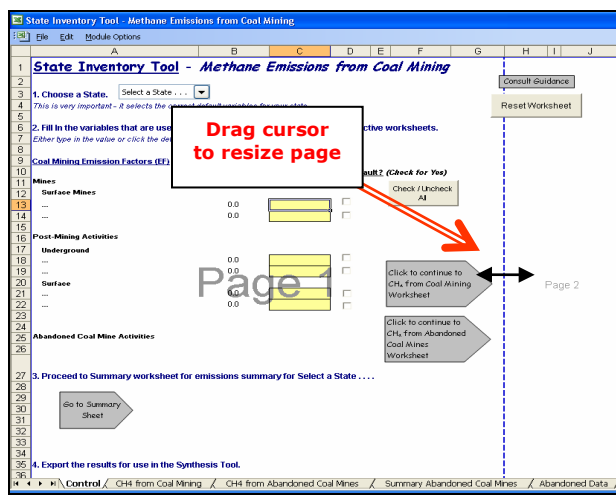 State Inventory Tool - Methane Emissions from Coal Mining
File Edit Module Options
A B C D E F G H I J
1 State Inventory Tool - Methane Emissions from Coal Mining
2 Consult Guidance
3 1. Choose a State. Select a State . . .
4 This is very important - it selects the correct default variables for your state.
Reset Worksheet
5
6 2. Fill In the variables that are use ctive worksheets.
7 Either type in the value or click the def
8
Drag cursor
to resize page
9 Coal Mining Emission Factors (EF)
10 ault? (Check for Yes)
11 Mines
Check / Uncheck
All
12 Surface Mines
13 ... 0.0
14 ... 0.0
15
16 Post-Mining Activities
17 Underground
18 ... 0.0
19 ... 0.0
20 Surface
21 ... 0.0
22 ... 0.0
Page 1
Click to continue to
CH₄ from Coal Mining
Worksheet
Page 2
23
24
25 Abandoned Coal Mine Activities
26
Click to continue to
CH₄ from Abandoned
Coal Mines
Worksheet
27 3. Proceed to Summary worksheet for emissions summary for Select a State . . . .
28
29
30
31
Go to Summary
Sheet
32
33
34
35 4. Export the results for use in the Synthesis Tool.
36
Control CH4 from Coal Mining CH4 from Abandoned Coal Mines Summary Abandoned Coal Mines Abandoned Data